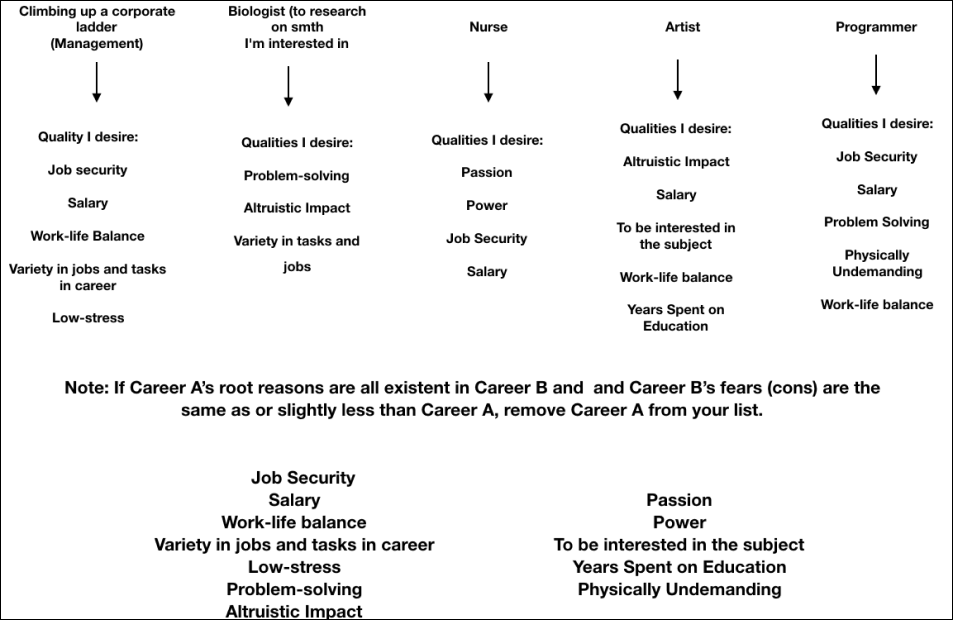 Climbing up a corporate
ladder
(Management)
Quality I desire:
Job security
Salary
Work-life Balance
Variety in jobs and tasks
in career
Low-stress
Biologist (to research
on smth
I'm interested in
Qualities I desire:
Problem-solving
Altruistic Impact
Variety in tasks and
jobs
Nurse
Qualities I desire:
Passion
Power
Job Security
Salary
Artist
Qualities I desire:
Altruistic Impact
Salary
To be interested in
the subject
Work-life balance
Years Spent on
Education
Programmer
Qualities I desire:
Job Security
Salary
Problem Solving
Physically
Undemanding
Work-life balance
Note: If Career A's root reasons are all existent in Career B and  and Career B's fears (cons) are the
same as or slightly less than Career A, remove Career A from your list.
Job Security
Salary
Work-life balance
Variety in jobs and tasks in career
Low-stress
Problem-solving
Altruistic Impact
Passion
Power
To be interested in the subject
Years Spent on Education
Physically Undemanding